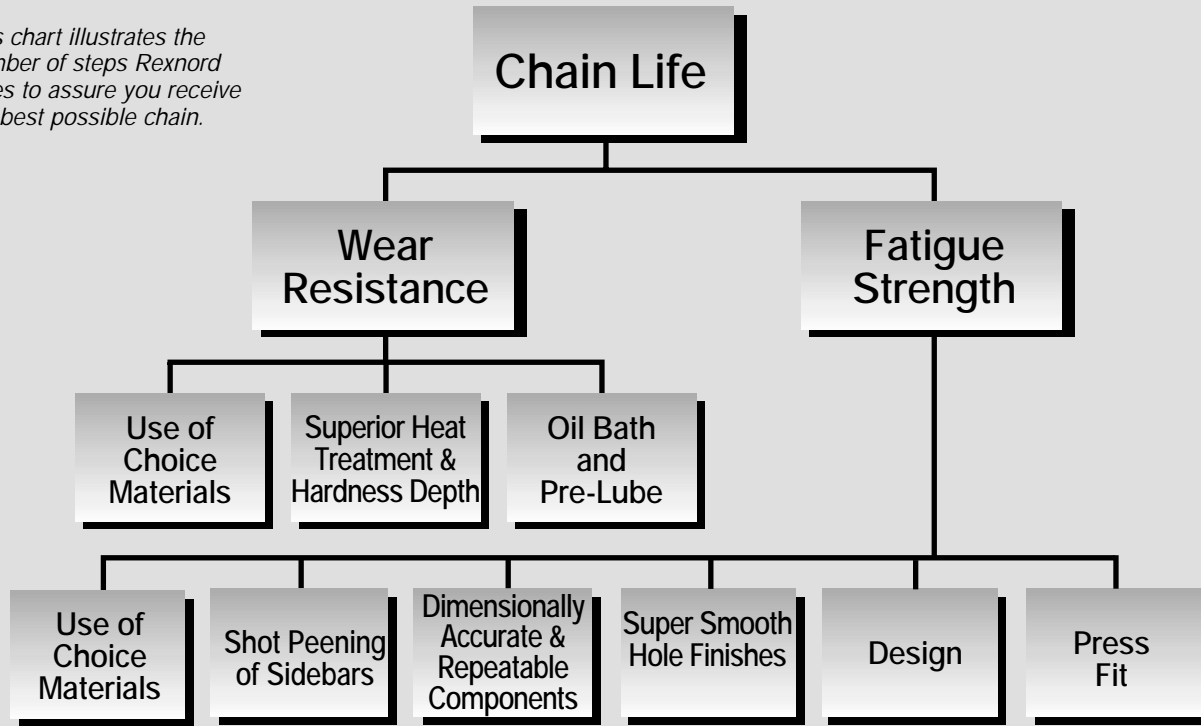 chart illustrates the
of steps Rexnord
to assure you receive
best possible chain.
Chain Life
Wear
Resistance
Fatigue
Strength
Use of
Choice
Materials
Superior Heat
Treatment &
Hardness Depth
Oil Bath
and
Pre-Lube
Use of
Choice
Materials
Shot Peening
of Sidebars
Dimensionally
Accurate &
Repeatable
Components
Super Smooth
Hole Finishes
Design
Press
Fit